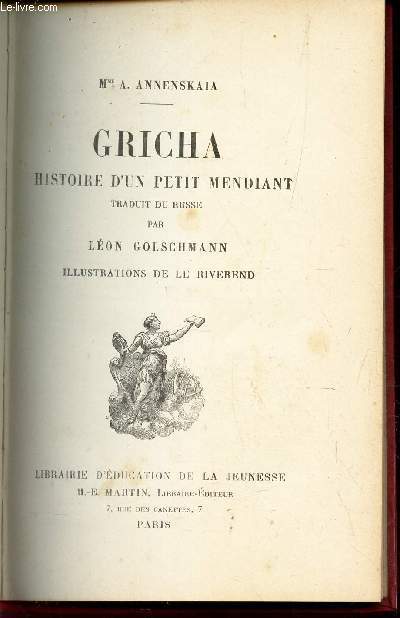 Le-livre.com
MME A. ANNENSKAIA
GRICHA
HISTOIRE D'UN PETIT MENDIANT
TRADUIT DU RUSSE
PAR
LÉON GOLSCHMANN
ILLUSTRATIONS DE LE RIVEREND
LIBRAIRIE D'ÉDUCATION DE LA JEUNESSE
H.-E. MARTIN, LIBRAIRE-ÉDITEUR
7, RUE DES CANETTES, 7
PARIS